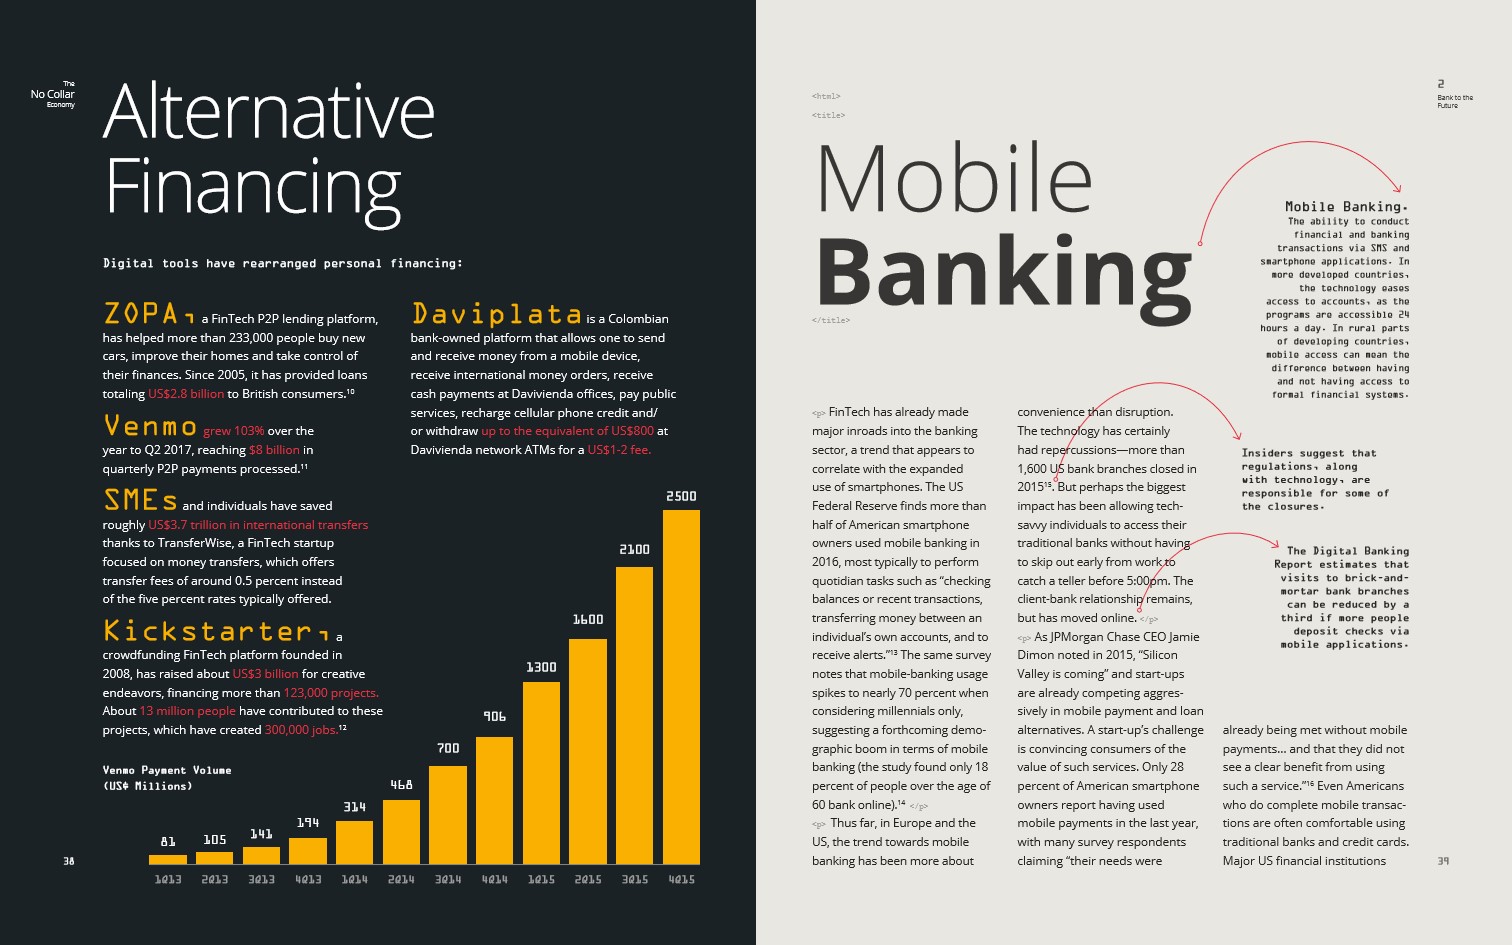 The
No Collar
Economy
Alternative
Financing
Digital tools have rearranged personal financing:
ZOPA, a FinTech P2P lending platform,
has helped more than 233,000 people buy new
cars, improve their homes and take control of
their finances. Since 2005, it has provided loans
totaling US$2.8 billion to British consumers.¹⁰
Venmo grew 103% over the
year to Q2 2017, reaching $8 billion in
quarterly P2P payments processed.¹¹
SMEs and individuals have saved
roughly US$3.7 trillion in international transfers
thanks to TransferWise, a FinTech startup
focused on money transfers, which offers
transfer fees of around 0.5 percent instead
of the five percent rates typically offered.
Kickstarter, a
crowdfunding FinTech platform founded in
2008, has raised about US$3 billion for creative
endeavors, financing more than 123,000 projects.
About 13 million people have contributed to these
projects, which have created 300,000 jobs.¹²
Daviplata is a Colombian
bank-owned platform that allows one to send
and receive money from a mobile device,
receive international money orders, receive
cash payments at Davivienda offices, pay public
services, recharge cellular phone credit and/
or withdraw up to the equivalent of US$800 at
Davivienda network ATMs for a US$1-2 fee.
Venmo Payment Volume
(US$ Millions)
81
105
141
194
314
468
700
906
1300
1600
2100
2500
1Q13
2Q13
3Q13
4Q13
1Q14
2Q14
3Q14
4Q14
1Q15
2Q15
3Q15
4Q15
38
2
Bank to the
Future
<html>
<title>
Mobile
Banking
</title>
Mobile Banking.
The ability to conduct
financial and banking
transactions via SMS and
smartphone applications. In
more developed countries,
the technology eases
access to accounts, as the
programs are accessible 24
hours a day. In rural parts
of developing countries,
mobile access can mean the
difference between having
and not having access to
formal financial systems.
<p> FinTech has already made
major inroads into the banking
sector, a trend that appears to
correlate with the expanded
use of smartphones. The US
Federal Reserve finds more than
half of American smartphone
owners used mobile banking in
2016, most typically to perform
quotidian tasks such as “checking
balances or recent transactions,
transferring money between an
individual’s own accounts, and to
receive alerts.”¹³ The same survey
notes that mobile-banking usage
spikes to nearly 70 percent when
considering millennials only,
suggesting a forthcoming demo-
graphic boom in terms of mobile
banking (the study found only 18
percent of people over the age of
60 bank online).¹⁴ </p>
<p> Thus far, in Europe and the
US, the trend towards mobile
banking has been more about
convenience than disruption.
The technology has certainly
had repercussions—more than
1,600 US bank branches closed in
2015¹⁵. But perhaps the biggest
impact has been allowing tech-
savvy individuals to access their
traditional banks without having
to skip out early from work to
catch a teller before 5:00pm. The
client-bank relationship remains,
but has moved online. </p>
<p> As JPMorgan Chase CEO Jamie
Dimon noted in 2015, “Silicon
Valley is coming” and start-ups
are already competing aggres-
sively in mobile payment and loan
alternatives. A start-up’s challenge
is convincing consumers of the
value of such services. Only 28
percent of American smartphone
owners report having used
mobile payments in the last year,
with many survey respondents
claiming “their needs were
Insiders suggest that
regulations, along
with technology, are
responsible for some of
the closures.
The Digital Banking
Report estimates that
visits to brick-and-
mortar bank branches
can be reduced by a
third if more people
deposit checks via
mobile applications.
already being met without mobile
payments... and that they did not
see a clear benefit from using
such a service.”¹⁶ Even Americans
who do complete mobile transac-
tions are often comfortable using
traditional banks and credit cards.
Major US financial institutions
39